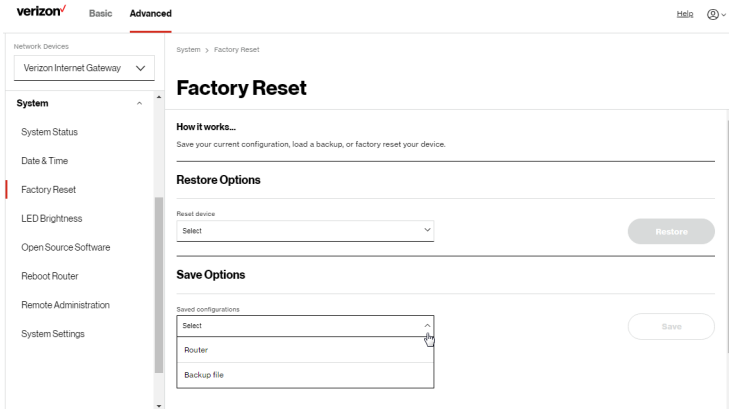 verizon
Basic
Advanced
Help
Network Devices
Verizon Internet Gateway
System
System Status
Date & Time
Factory Reset
LED Brightness
Open Source Software
Reboot Router
Remote Administration
System Settings
System > Factory Reset
Factory Reset
How it works...
Save your current configuration, load a backup, or factory reset your device.
Restore Options
Reset device
Select
Restore
Save Options
Saved configurations
Select
Save
Router
Backup file